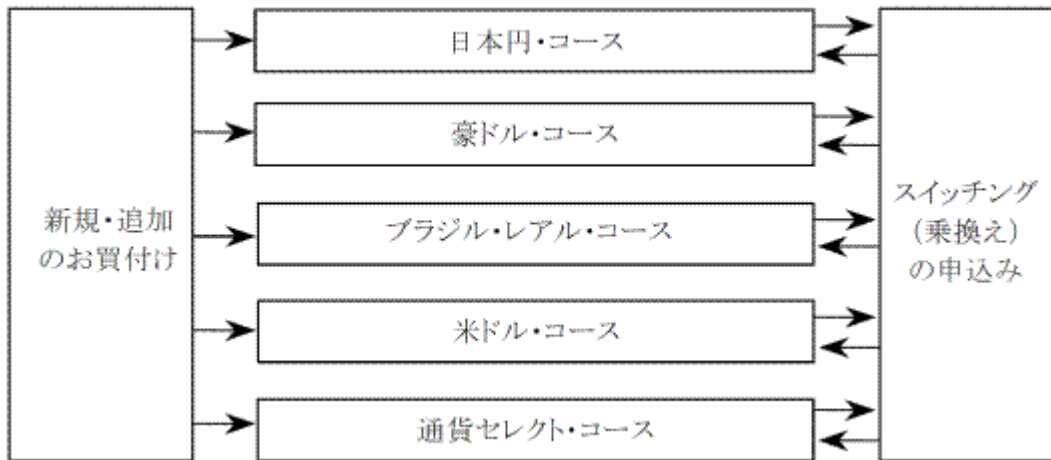 新規・追加
のお買付け
日本円・コース
豪ドル・コース
ブラジル・レアル・コース
米ドル・コース
通貨セレクト・コース
スイッチング
(乗換え)
の申込み